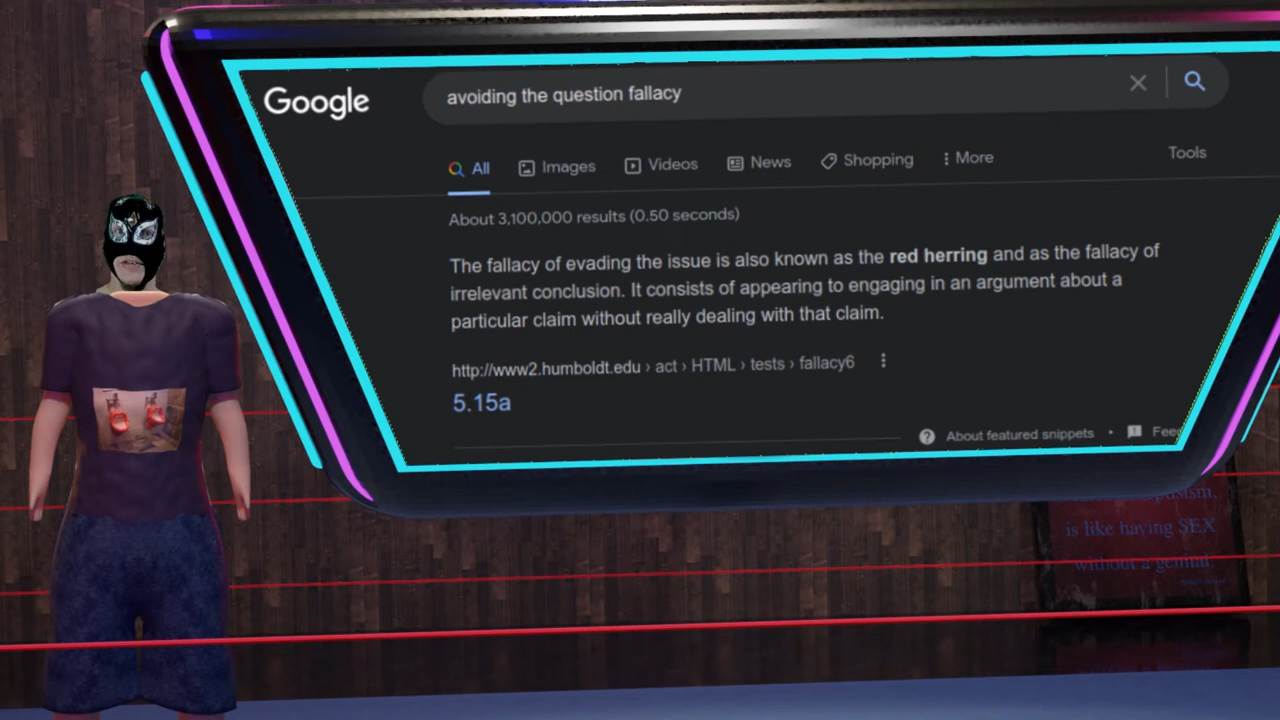 Google
avoiding the question fallacy
All Images Videos News Shopping More Tools
About 3,100,000 results (0.50 seconds)
The fallacy of evading the issue is also known as the red herring and as the fallacy of
irrelevant conclusion. It consists of appearing to engaging in an argument about a
particular claim without really dealing with that claim.
http://www2.humboldt.edu › act › HTML › tests › fallacy6
5.15a
About featured snippets • Fee
is like having SEX
without a genital.